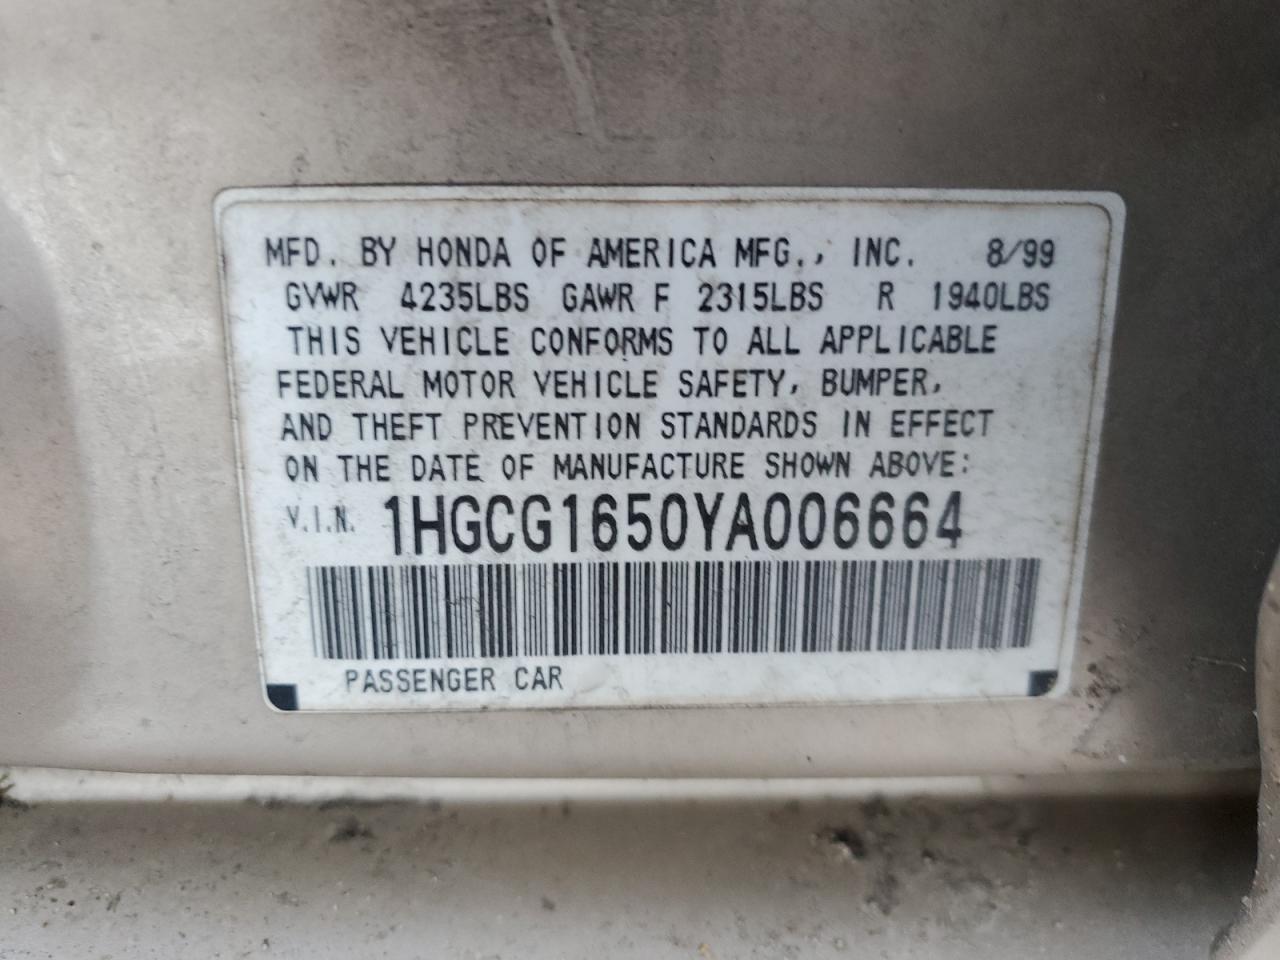 MFD. BY HONDA OF AMERICA MFG., INC. 8/99
GVWR 4235LBS GAWR F 2315LBS R 1940LBS
THIS VEHICLE CONFORMS TO ALL APPLICABLE
FEDERAL MOTOR VEHICLE SAFETY, BUMPER,
AND THEFT PREVENTION STANDARDS IN EFFECT
ON THE DATE OF MANUFACTURE SHOWN ABOVE:
V.I.N. 1HGCG1650YA006664
PASSENGER CAR